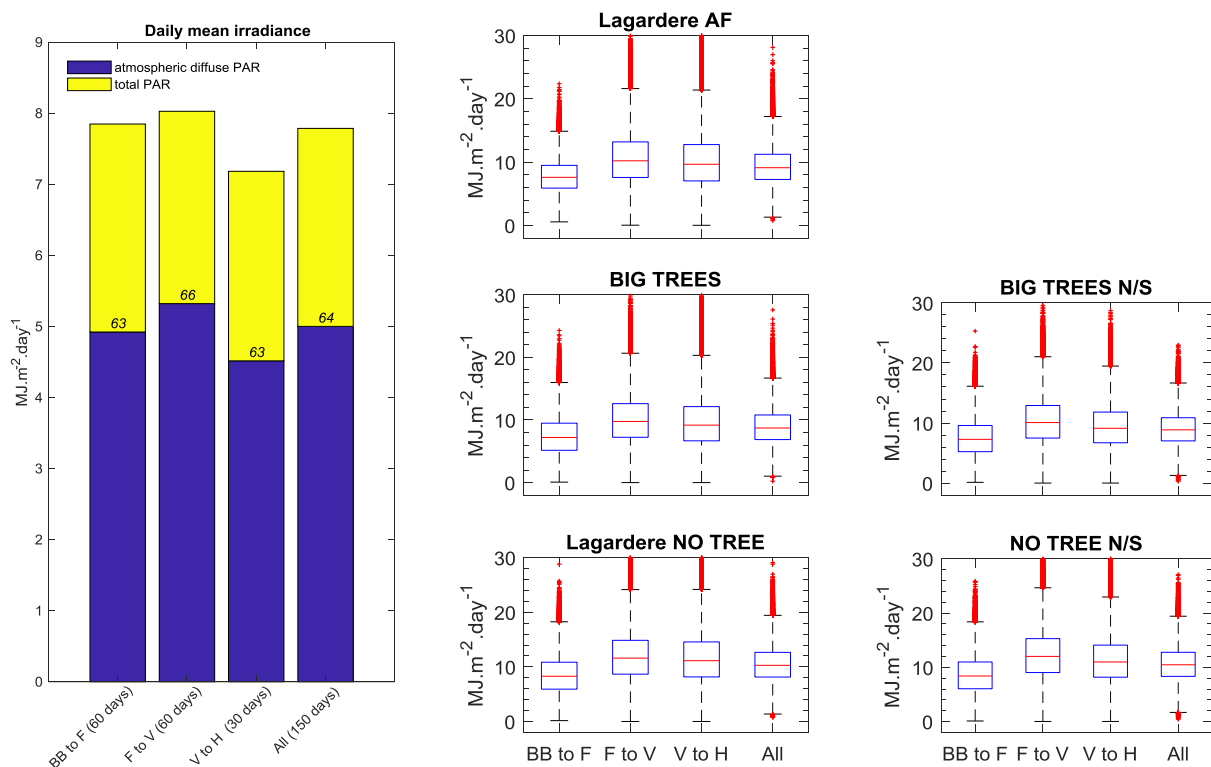 Daily mean irradiance
atmospheric diffuse PAR
total PAR
MJ.m-2.day-1
9
8
7
6
5
4
3
2
1
0
63
66
63
64
BB to F (60 days)
F to V (60 days)
V to H (30 days)
All (150 days)
Lagardere AF
MJ.m-2.day-1
30
20
10
0
BIG TREES
MJ.m-2.day-1
30
20
10
0
BIG TREES N/S
MJ.m-2.day-1
30
20
10
0
Lagardere NO TREE
MJ.m-2.day-1
30
20
10
0
BB to F F to V V to H All
NO TREE N/S
MJ.m-2.day-1
30
20
10
0
BB to F F to V V to H All